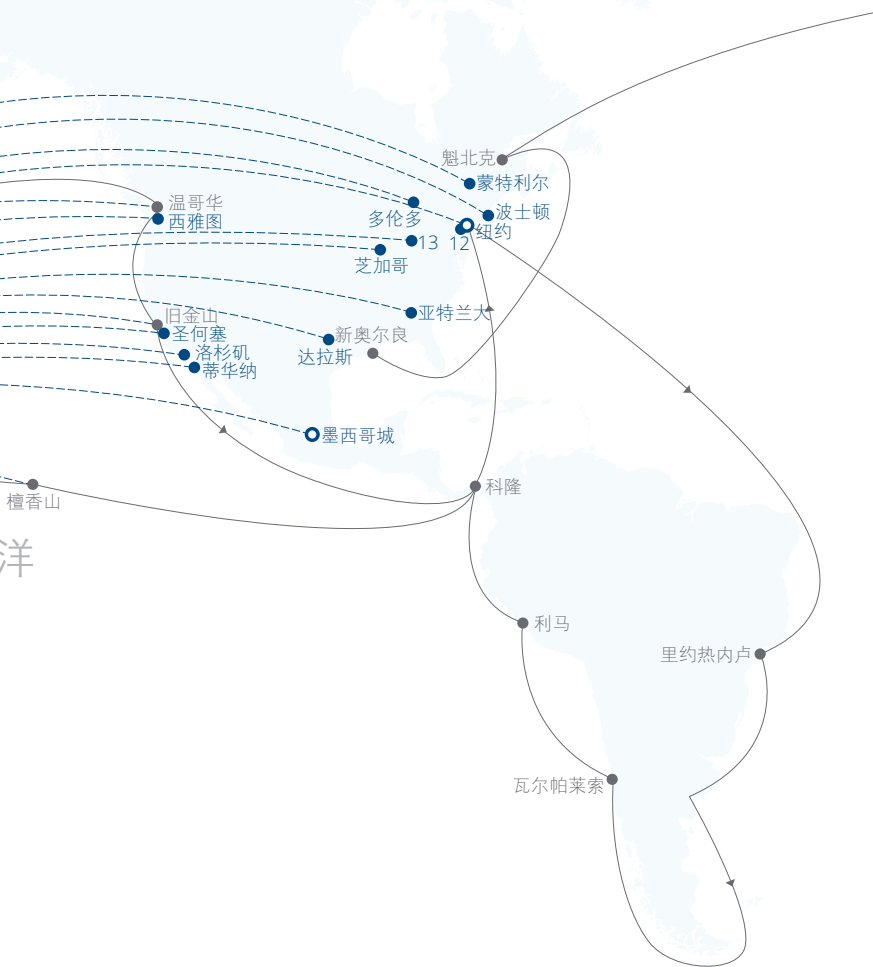 魁北克
蒙特利尔
温哥华
波士顿
多伦多
西雅图
纽约
13
12
芝加哥
亚特兰大
旧金山
圣何塞
新奥尔良
洛杉矶
达拉斯
蒂华纳
墨西哥城
科隆
檀香山
洋
利马
里约热内卢
瓦尔帕莱索